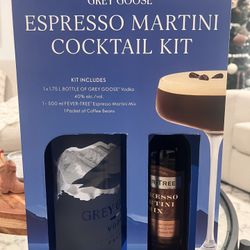 GREY GOOSE
ESPRESSO MARTINI
COCKTAIL KIT
KIT INCLUDES
1 x 1.75 L BOTTLE OF GREY GOOSE® Vodka
40% alc./vol.
1 - 500 ml FEVER-TREE® Espresso Martini Mix
1 Packet of Coffee Beans
GREY
VOD
TREE
ESPRESSO
MARTINI
MIX